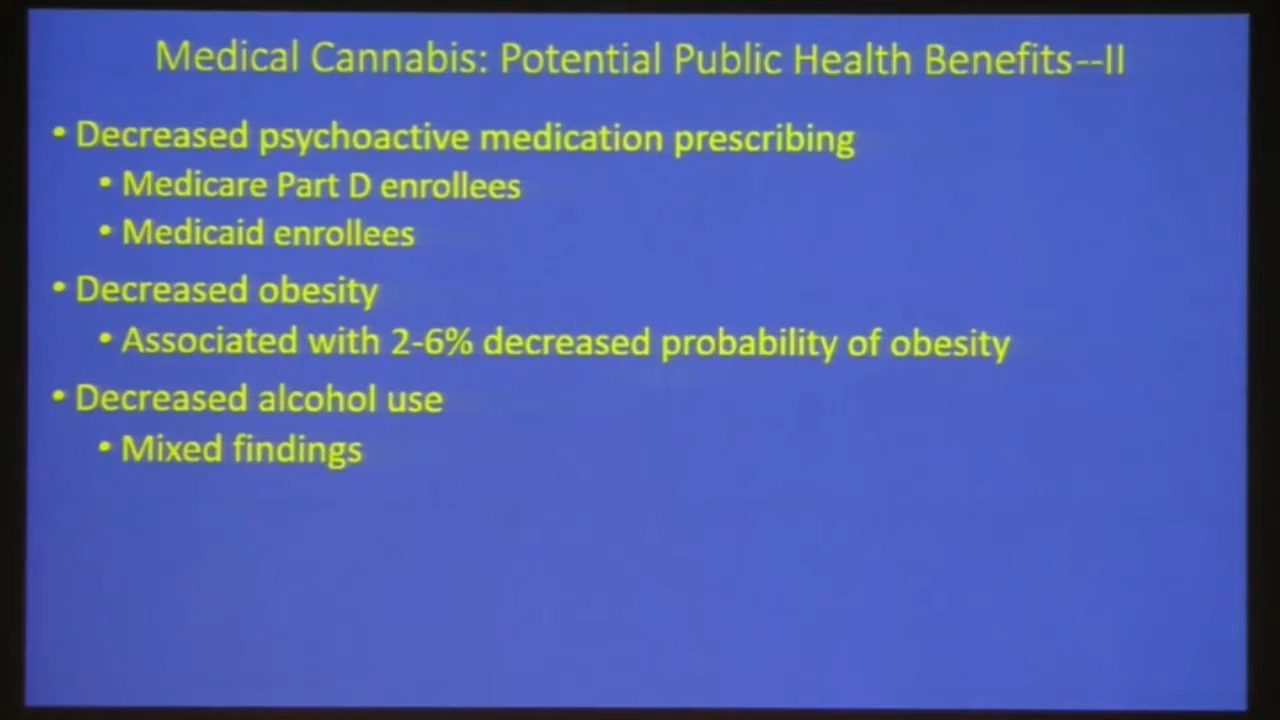 Medical Cannabis: Potential Public Health Benefits--II
• Decreased psychoactive medication prescribing
• Medicare Part D enrollees
• Medicaid enrollees
• Decreased obesity
• Associated with 2-6% decreased probability of obesity
• Decreased alcohol use
• Mixed findings